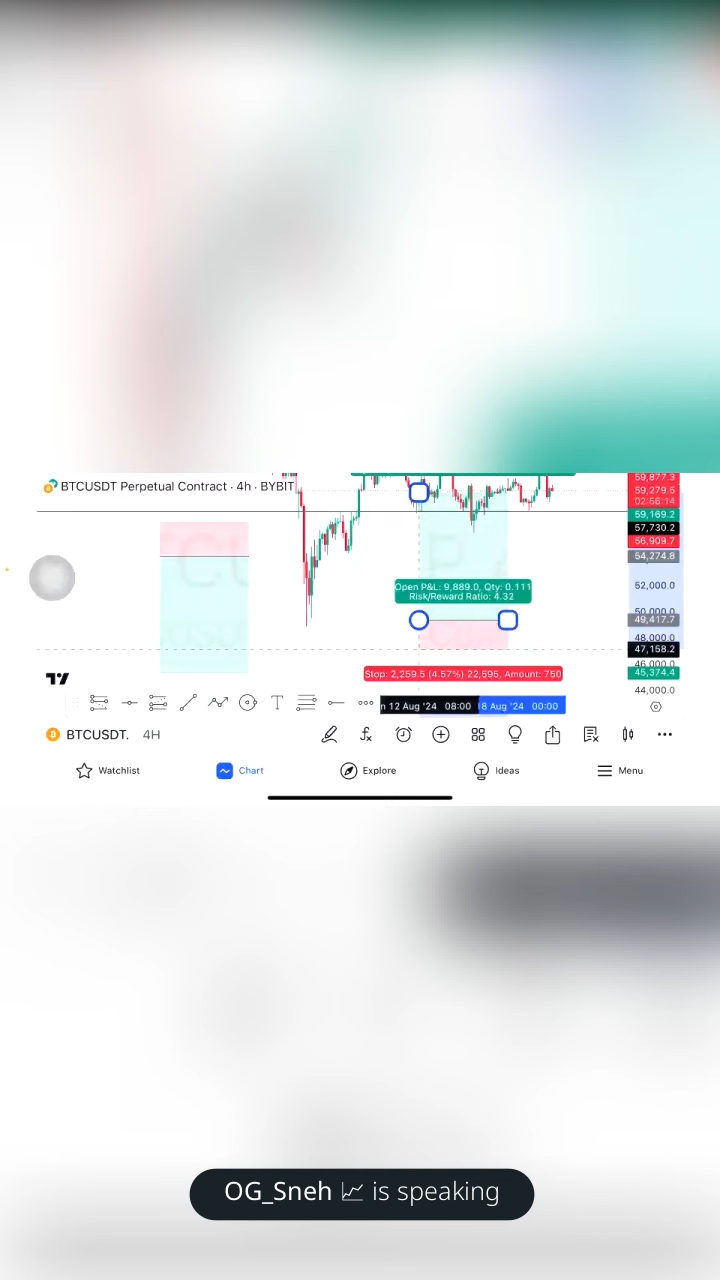 BTCUSDT Perpetual Contract · 4h · BYBIT
59,877.3
59,279.5
02:56:14
59,169.2
57,730.2
56,909.7
54,274.8
52,000.0
50,000.0
49,417.7
48,000.0
47,158.2
46,000.0
45,374.4
44,000.0
Open P&L: 9,889.0, Qty: 0.111
Risk/Reward Ratio: 4.32
Stop: 2,259.5 (4.57%) 22,595, Amount: 750
n 12 Aug '24 08:00
8 Aug '24 00:00
BTCUSDT. 4H
Watchlist
Chart
Explore
Ideas
Menu
OG_Sneh is speaking